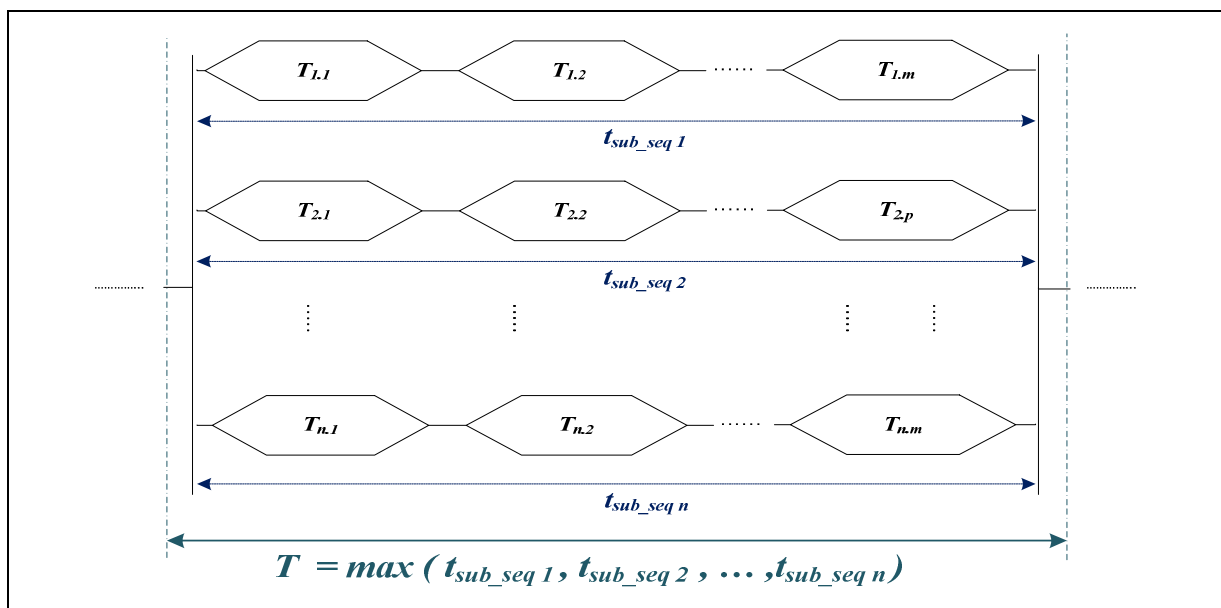 T1.1 T1.2 ...... T1.m
tsub_seq 1
T2.1 T2.2 ...... T2.p
tsub_seq 2
Tn.1 Tn.2 ...... Tn.m
tsub_seq n
T = max ( tsub_seq 1 , tsub_seq 2 , ... ,tsub_seq n)